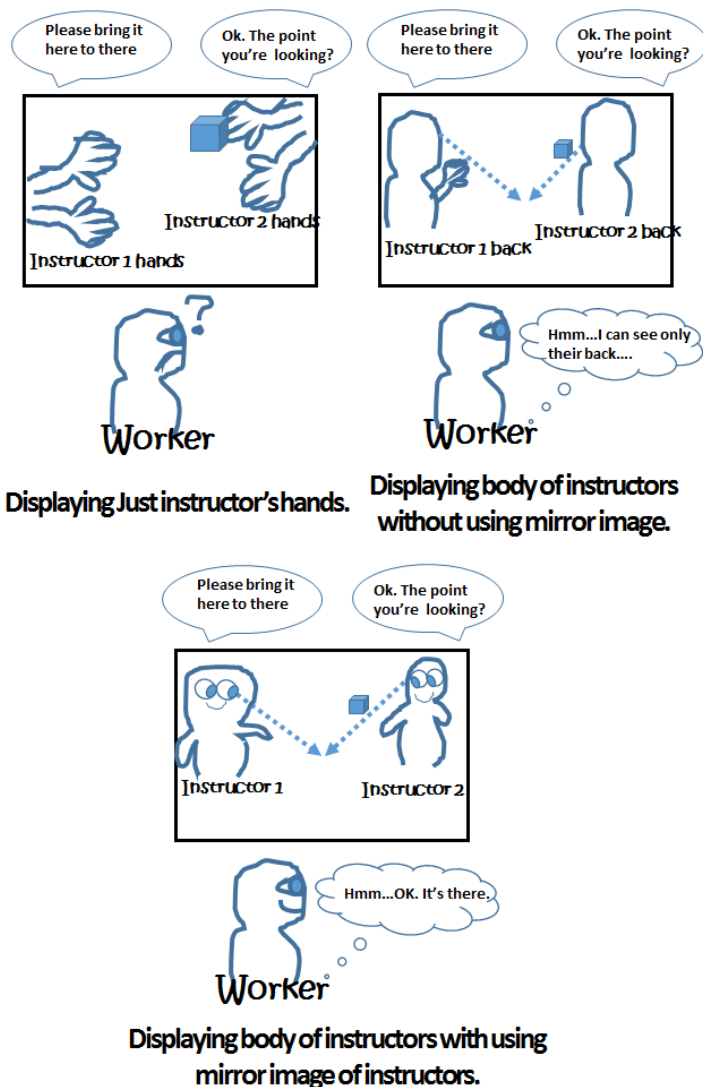 Please bring it
here to there
Ok. The point
you're looking?
Instructor 1 hands
Instructor 2 hands
?
Worker
Displaying Just instructor's hands.
Please bring it
here to there
Ok. The point
you're looking?
Instructor 1 back
Instructor 2 back
Hmm...I can see only
their back....
Worker
Displaying body of instructors
without using mirror image.
Please bring it
here to there
Ok. The point
you're looking?
Instructor 1
Instructor 2
Hmm...OK. It's there.
Worker
Displaying body of instructors with using
mirror image of instructors.